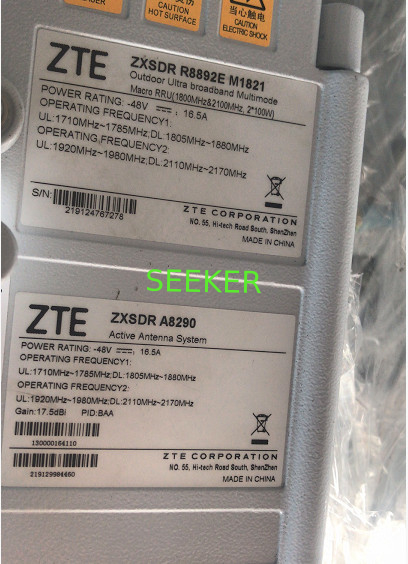 CAUTION
HOT SURFACE
当心触电
CAUTION
ELECTRIC SHOCK
ZTE
ZXSDR R8892E M1821
Outdoor Ultra broadband Multimode
Macro RRU(1800MHz&2100MHz, 2*100W)
POWER RATING: -48V 16.5A
OPERATING FREQUENCY1:
UL:1710MHz~1785MHz;DL:1805MHz~1880MHz
OPERATING FREQUENCY2:
UL:1920MHz~1980MHz;DL:2110MHz~2170MHz
S/N:
219124767278
ZTE CORPORATION
NO. 55, Hi-tech Road South, ShenZhen
MADE IN CHINA
SEEKER
ZTE
ZXSDR A8290
Active Antenna System
POWER RATING: -48V 16.5A
OPERATING FREQUENCY1:
UL:1710MHz~1785MHz;DL:1805MHz~1880MHz
OPERATING FREQUENCY2:
UL:1920MHz~1980MHz;DL:2110MHz~2170MHz
Gain:17.5dBi PID:BAA
130000164110
219129984460
ZTE CORPORATION
NO. 55, Hi-tech Road South, ShenZhen
MADE IN CHINA